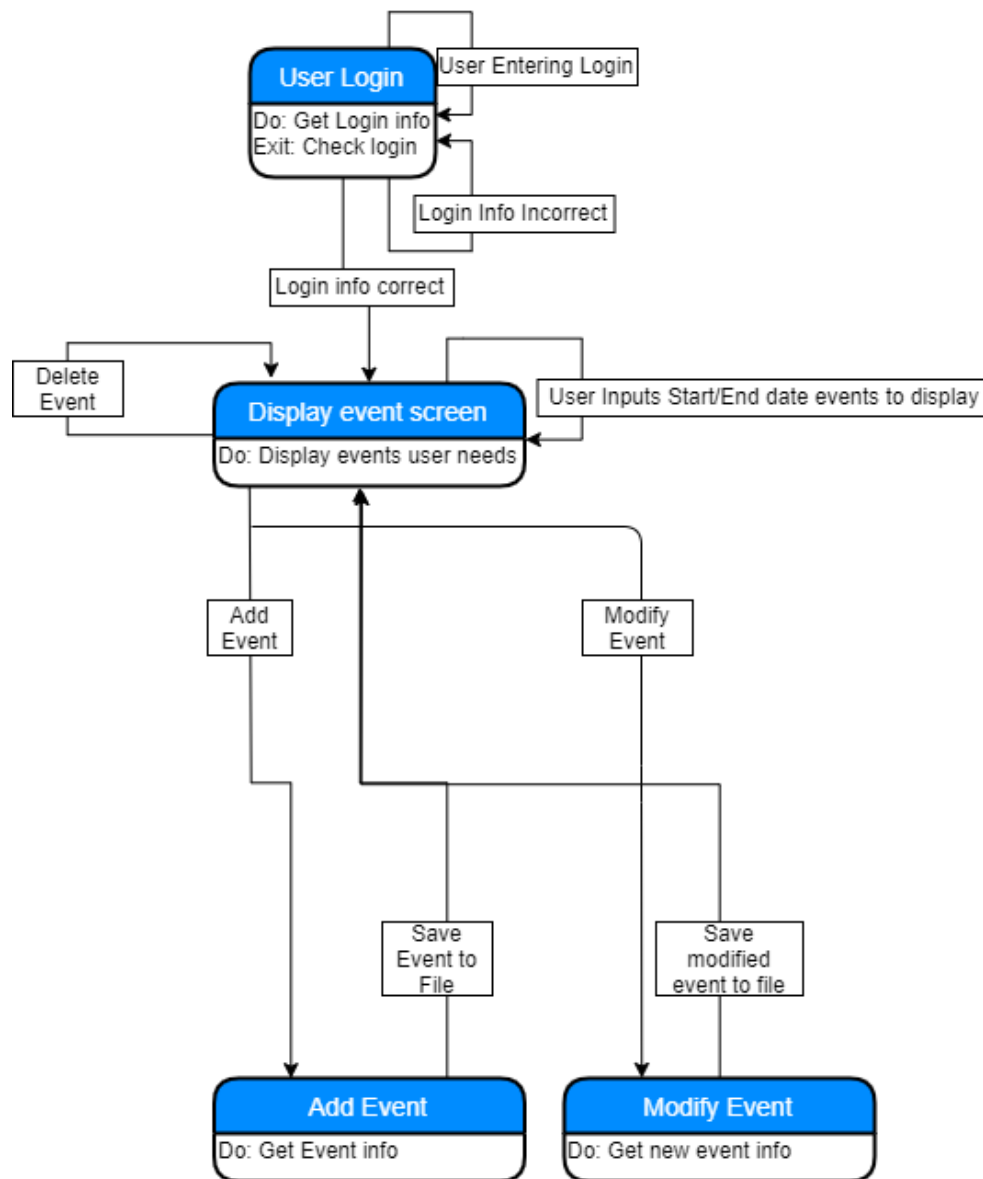 User Login
User Entering Login
Do: Get Login info
Exit: Check login
Login Info Incorrect
Login info correct
Delete
Event
Display event screen
User Inputs Start/End date events to display
Do: Display events user needs
Add
Event
Modify
Event
Save
Event to
File
Save
modified
event to file
Add Event
Do: Get Event info
Modify Event
Do: Get new event info